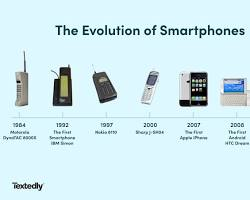 The Evolution of Smartphones
1984
Motorola
DynaTAC 8000X
1992
The First
Smartphone
IBM Simon
1997
Nokia 6110
2000
Sharp J-SH04
2007
The First
Apple iPhone
2008
The First
Android
HTC Dream
Textedly